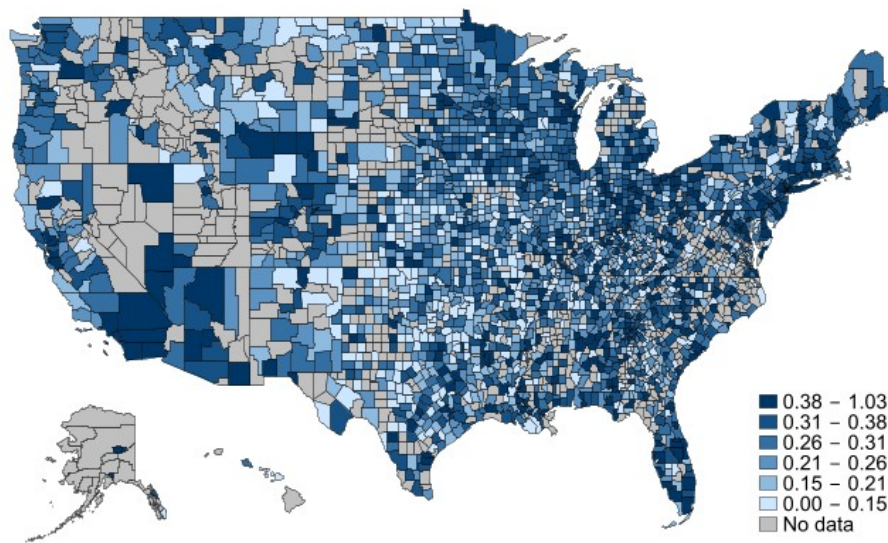 0.38 – 1.03
0.31 – 0.38
0.26 – 0.31
0.21 – 0.26
0.15 – 0.21
0.00 – 0.15
No data